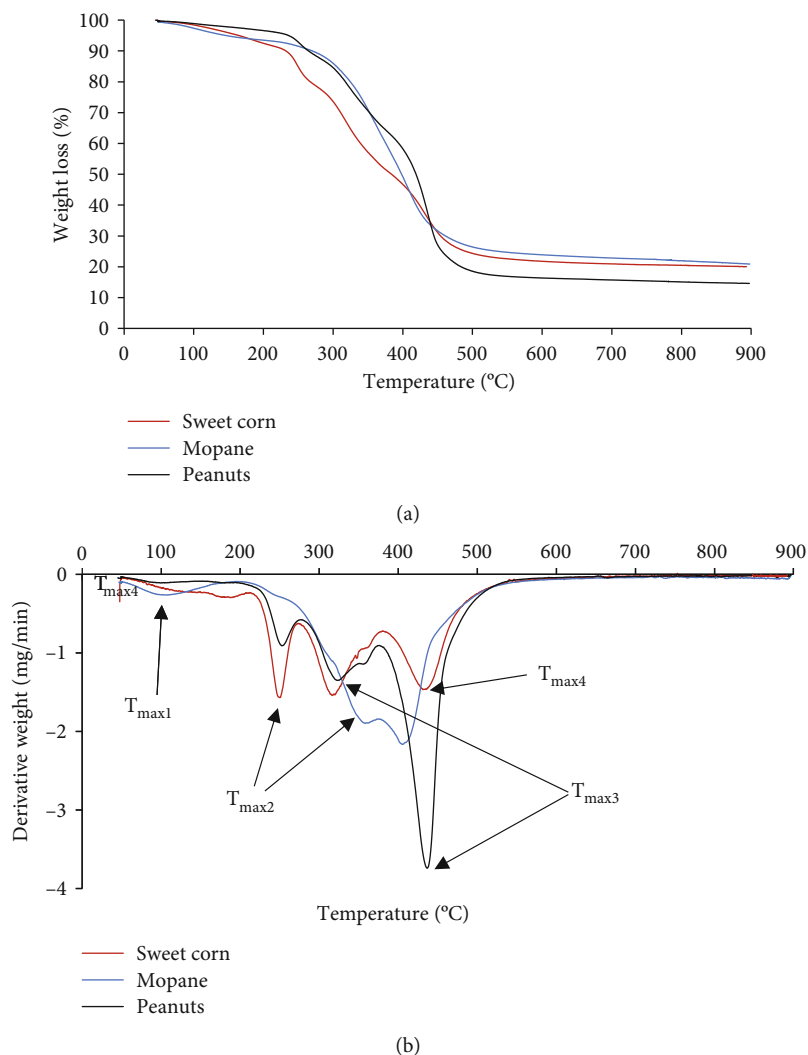 100
90
80
70
60
50
40
30
20
10
0
Weight loss (%)
0 100 200 300 400 500 600 700 800 900
Temperature (ºC)
Sweet corn
Mopane
Peanuts
(a)
0 100 200 300 400 500 600 700 800 900
0
–1
–2
–3
–4
Derivative weight (mg/min)
Tmax4
Tmax1
Tmax4
Tmax2
Tmax3
Temperature (ºC)
Sweet corn
Mopane
Peanuts
(b)